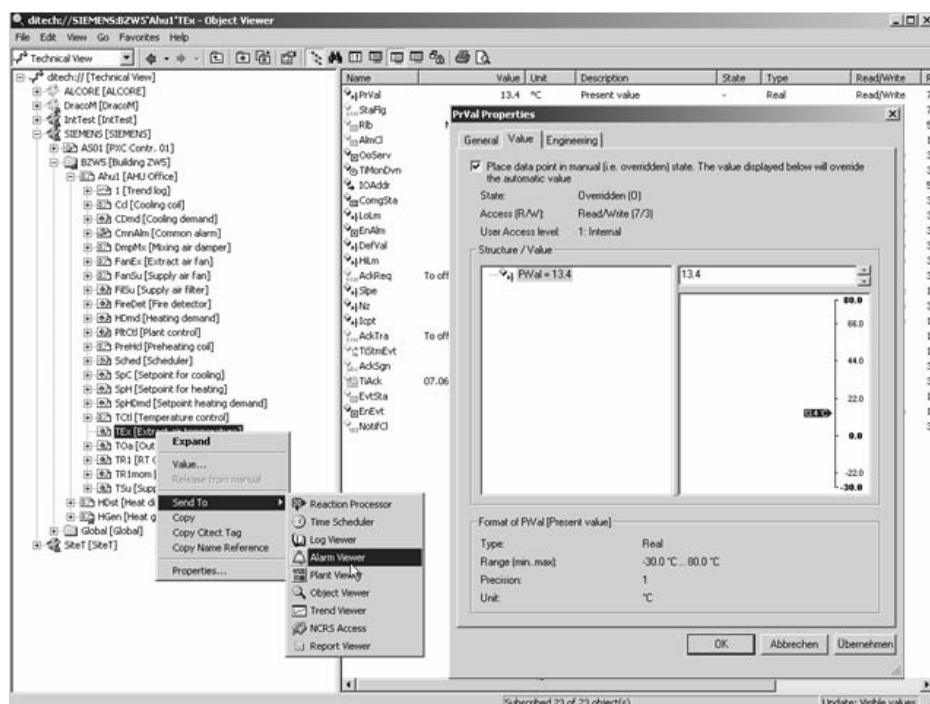 ditech://SIEMENS:BZWS'Ahu1'TEx - Object Viewer
File Edit View Go Favorites Help
Technical View
ditech:// [Technical View]
ALCORE [ALCORE]
DracoM [DracoM]
IntTest [IntTest]
SIEMENS [SIEMENS]
AS01 [PXC Contr. 01]
BZWS [Building ZWS]
Ahu1 [AHU Office]
1 [Trend log]
Ccl [Cooling coil]
CDmd [Cooling demand]
CmnAlm [Common alarm]
DmpMx [Mixing air damper]
FanEx [Extract air fan]
FanSu [Supply air fan]
FilSu [Supply air filter]
FireDet [Fire detector]
HDmd [Heating demand]
PltCtl [Plant control]
PreHcl [Preheating coil]
Sched [Scheduler]
SpC [Setpoint for cooling]
SpH [Setpoint for heating]
SpHDmd [Setpoint heating demand]
TCtl [Temperature control]
TEx [Extract air temperature]
TOa [Out
TR1 [RT
TR1mom [
TSu [Supp
HDst [Heat di
HGen [Heat g
Global [Global]
SiteT [SiteT]
Expand
Value...
Release from manual
Send To
Copy
Copy Citect Tag
Copy Name Reference
Properties...
Reaction Processor
Time Scheduler
Log Viewer
Alarm Viewer
Plant Viewer
Object Viewer
Trend Viewer
NCRS Access
Report Viewer
Name Value Unit Description State Type Read/Write
PrVal 13.4 °C Present value - Real Read/Write
StaFlg
Rlb
AlmCl
OoServ
TiMonDvn
IOAddr
ComgSta
LoLm
EnAlm
DefVal
HiLm
AckReq To off
Slpe
Nz
Icpt
AckTra To off
TiStmEvt
AckSgn
TiAck 07.06
EvtSta
EnEvt
NotifCl
PrVal Properties
General Value Engineering
Place data point in manual (i.e. overridden) state. The value displayed below will override
the automatic value
State: Overridden (O)
Access (R/W): Read/Write (7/3)
User Access level: 1: Internal
Structure / Value
PrVal = 13.4
13.4
80.0
66.0
44.0
22.0
13.4°C
0.0
-22.0
-30.0
Format of PrVal [Present value]
Type: Real
Range (min..max): -30.0 °C .. 80.0 °C
Precision: 1
Unit: °C
OK Abbrechen Übernehmen
Subscribed 23 of 23 object(s) Update: Visible values